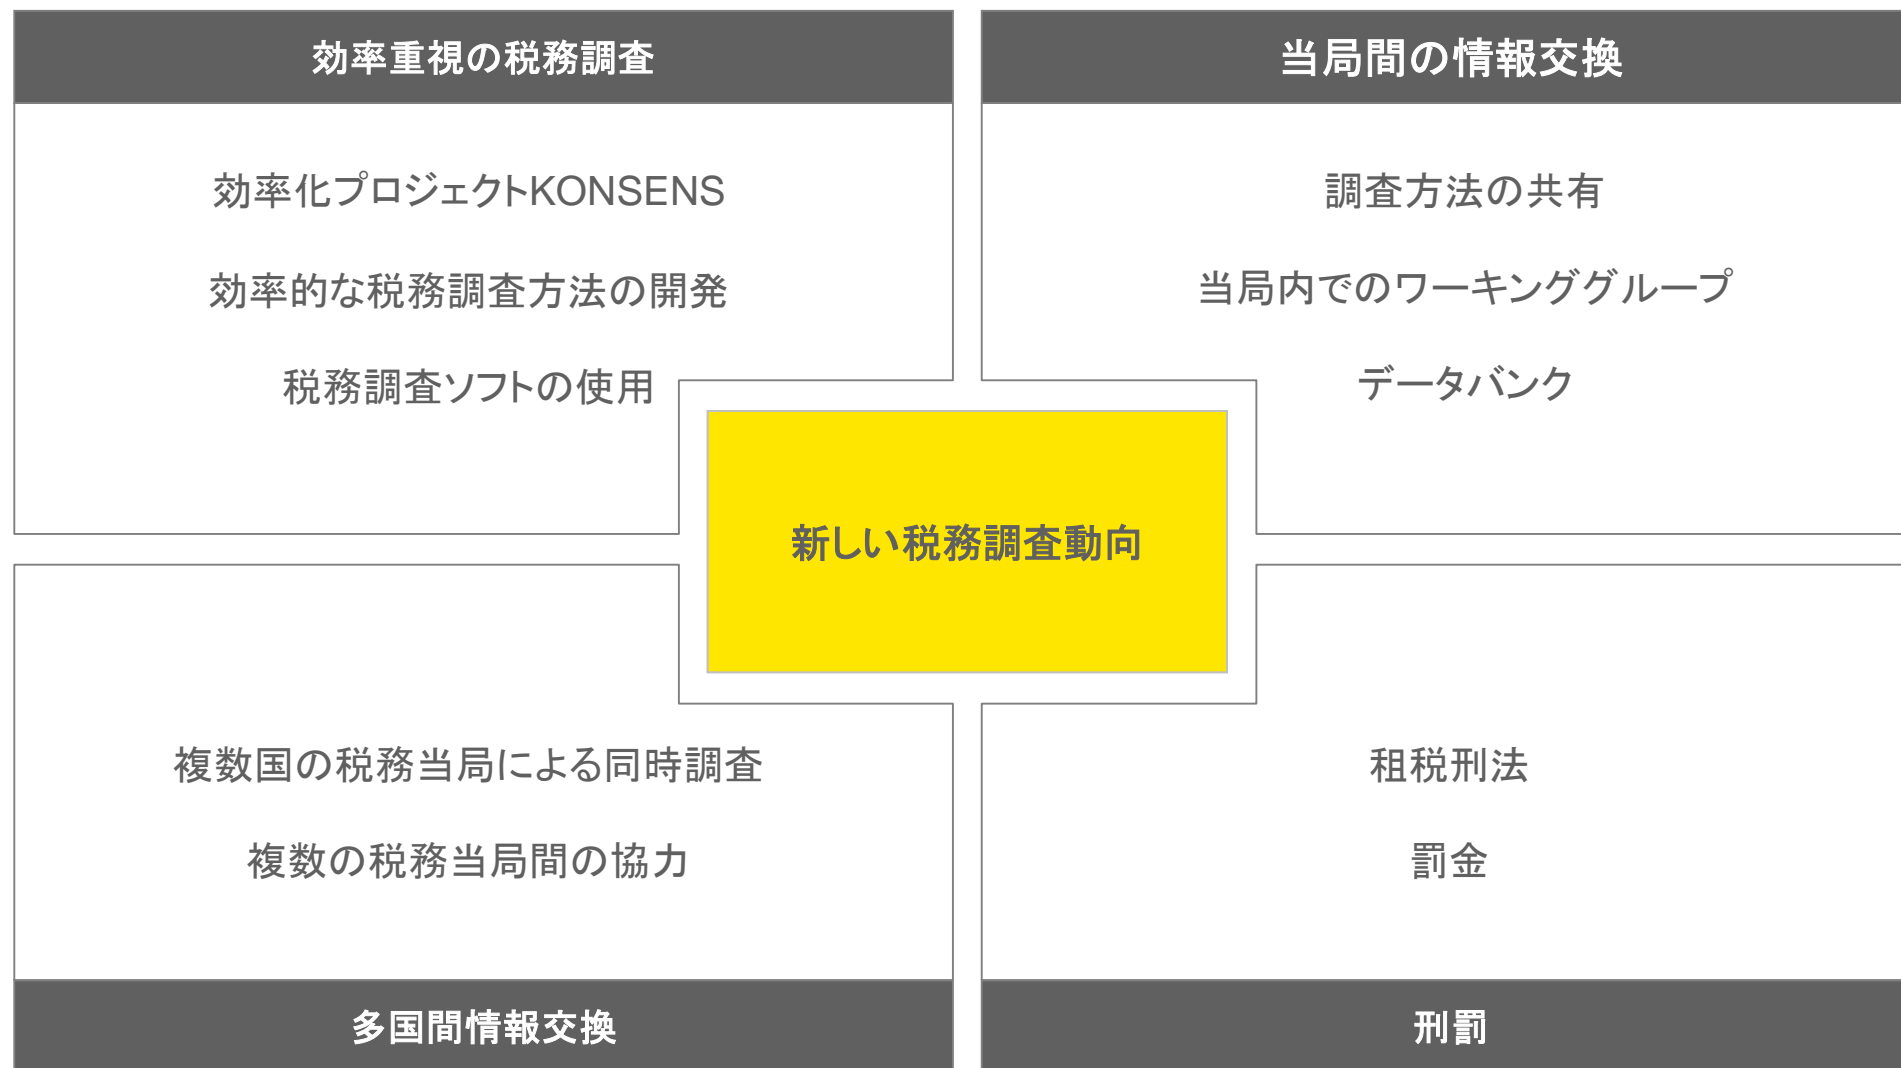 効率重視の税務調査
効率化プロジェクトKONSENS
効率的な税務調査方法の開発
税務調査ソフトの使用
当局間の情報交換
調査方法の共有
当局内でのワーキンググループ
データバンク
新しい税務調査動向
複数国の税務当局による同時調査
複数の税務当局間の協力
多国間情報交換
租税刑法
罰金
刑罰